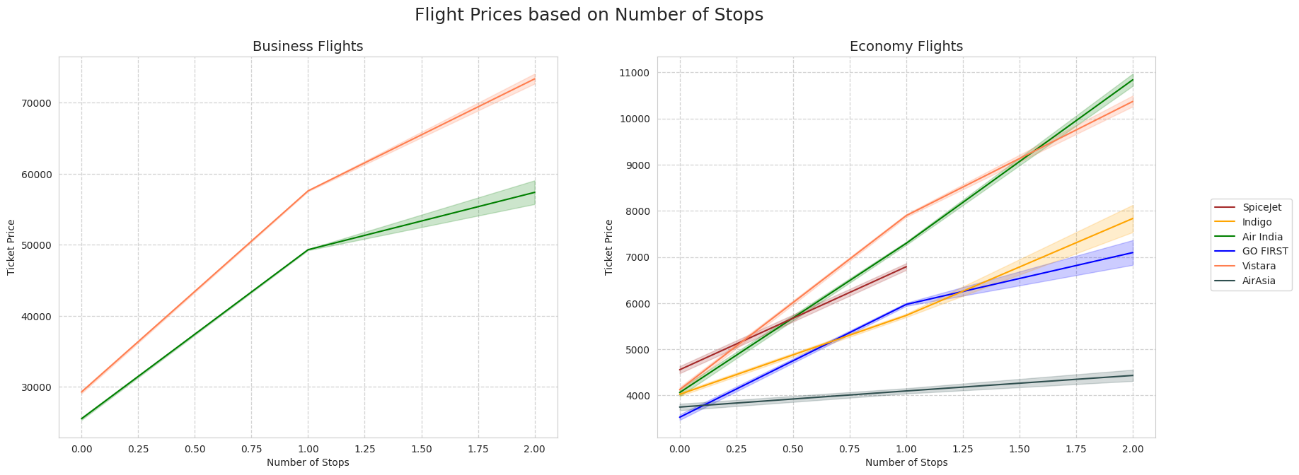 Flight Prices based on Number of Stops
Business Flights
Ticket Price
70000
60000
50000
40000
30000
0.00 0.25 0.50 0.75 1.00 1.25 1.50 1.75 2.00
Number of Stops
Economy Flights
Ticket Price
11000
10000
9000
8000
7000
6000
5000
4000
0.00 0.25 0.50 0.75 1.00 1.25 1.50 1.75 2.00
Number of Stops
SpiceJet
Indigo
Air India
GO FIRST
Vistara
AirAsia